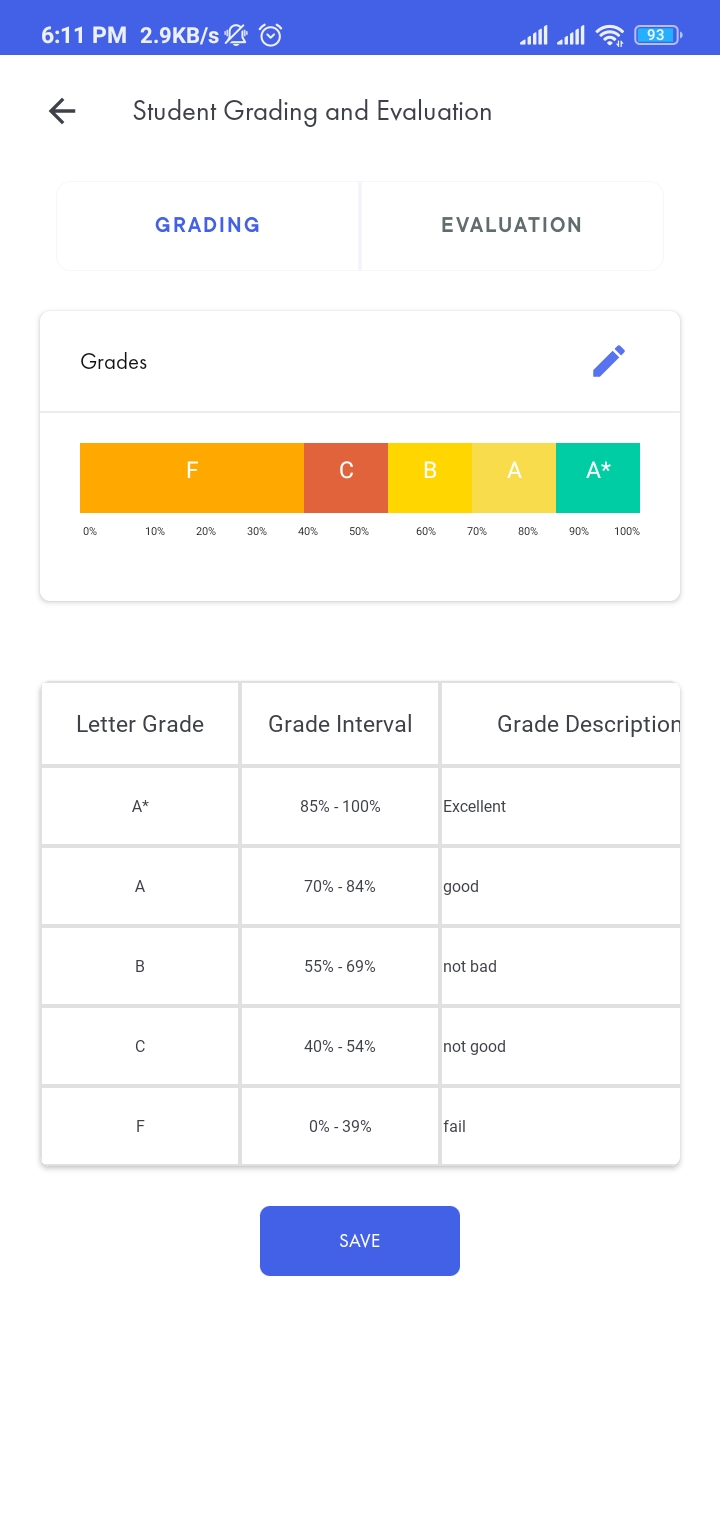 6:11 PM 2.9KB/s 93
Student Grading and Evaluation
GRADING EVALUATION
Grades
F C B A A*
0% 10% 20% 30% 40% 50% 60% 70% 80% 90% 100%
Letter Grade Grade Interval Grade Description
A* 85% - 100% Excellent
A 70% - 84% good
B 55% - 69% not bad
C 40% - 54% not good
F 0% - 39% fail
SAVE